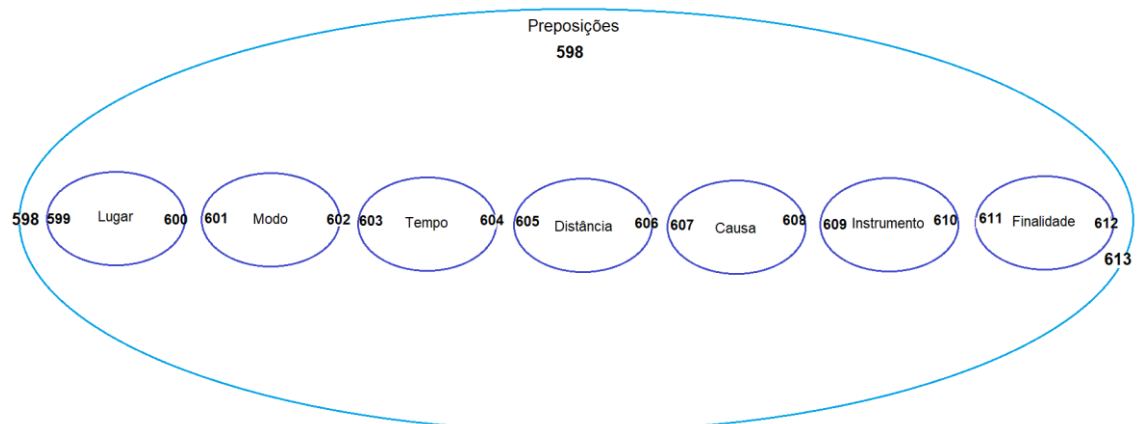 Preposições
598
598 599 Lugar 600 601 Modo 602 603 Tempo 604 605 Distância 606 607 Causa 608 609 Instrumento 610 611 Finalidade 612
613